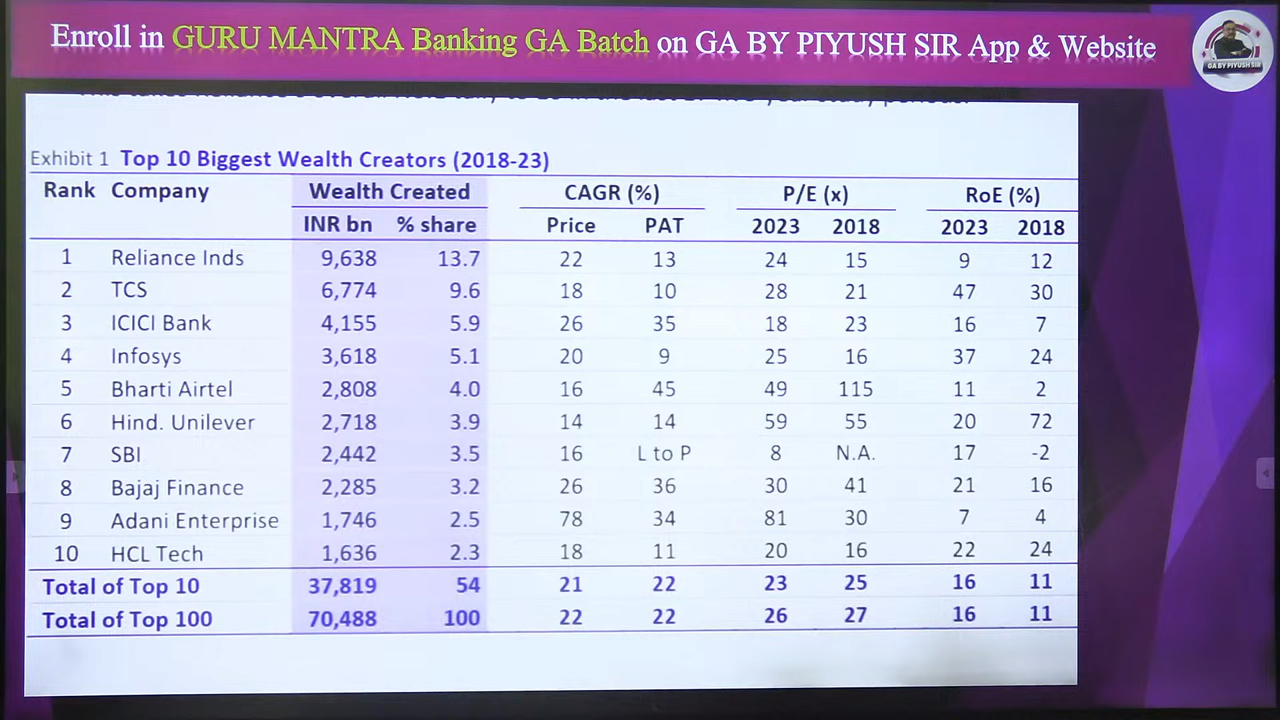 Enroll in GURU MANTRA Banking GA Batch on GA BY PIYUSH SIR App & Website
GA BY PIYUSH SIR
Exhibit 1 Top 10 Biggest Wealth Creators (2018-23)
Rank Company Wealth Created CAGR (%) P/E (x) RoE (%)
INR bn % share Price PAT 2023 2018 2023 2018
1 Reliance Inds 9,638 13.7 22 13 24 15 9 12
2 TCS 6,774 9.6 18 10 28 21 47 30
3 ICICI Bank 4,155 5.9 26 35 18 23 16 7
4 Infosys 3,618 5.1 20 9 25 16 37 24
5 Bharti Airtel 2,808 4.0 16 45 49 115 11 2
6 Hind. Unilever 2,718 3.9 14 14 59 55 20 72
7 SBI 2,442 3.5 16 L to P 8 N.A. 17 -2
8 Bajaj Finance 2,285 3.2 26 36 30 41 21 16
9 Adani Enterprise 1,746 2.5 78 34 81 30 7 4
10 HCL Tech 1,636 2.3 18 11 20 16 22 24
Total of Top 10 37,819 54 21 22 23 25 16 11
Total of Top 100 70,488 100 22 22 26 27 16 11